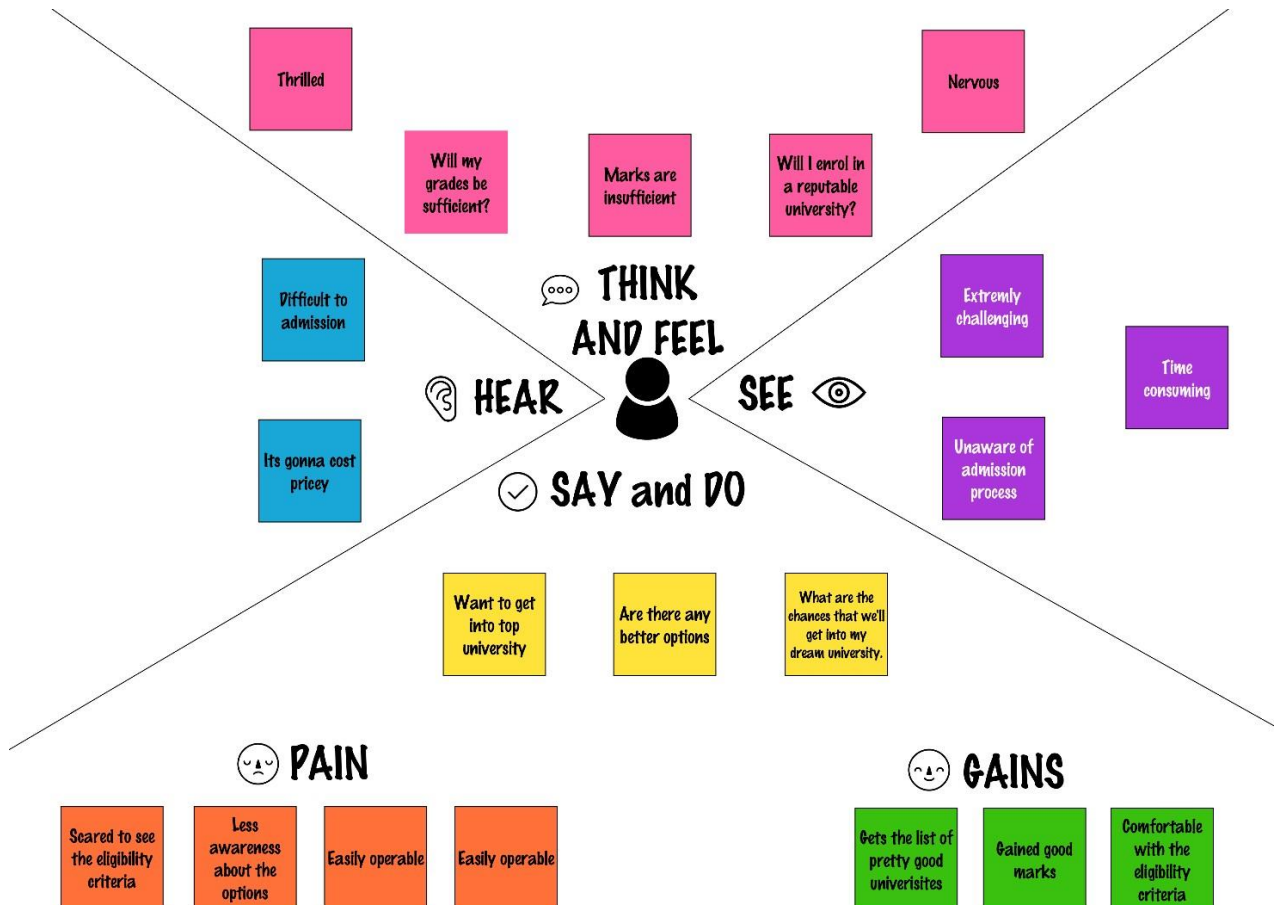 Thrilled
Nervous
Will my
grades be
sufficient?
Marks are
insufficient
Will I enrol in
a reputable
university?
THINK
AND FEEL
Difficult to
admission
HEAR
Its gonna cost
pricey
SEE
Extremly
challenging
Time
consuming
Unaware of
admission
process
SAY and DO
Want to get
into top
university
Are there any
better options
What are the
chances that we'll
get into my
dream university.
PAIN
Scared to see
the eligibility
criteria
Less
awareness
about the
options
Easily operable
Easily operable
GAINS
Gets the list of
pretty good
univerisites
Gained good
marks
Comfortable
with the
eligibility
criteria